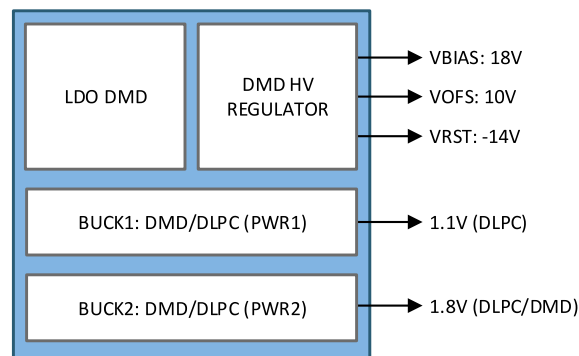 LDO DMD
DMD HV
REGULATOR
VBIAS: 18V
VOFS: 10V
VRST: -14V
BUCK1: DMD/DLPC (PWR1)
1.1V (DLPC)
BUCK2: DMD/DLPC (PWR2)
1.8V (DLPC/DMD)